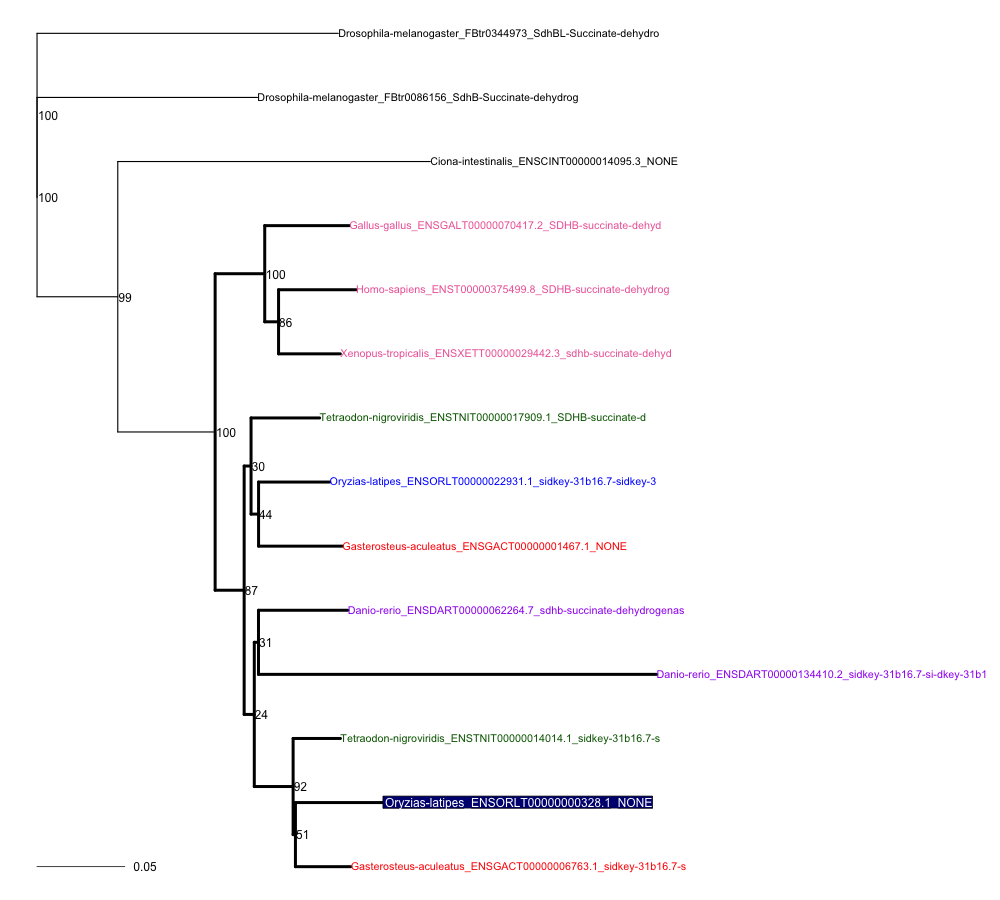 Drosophila-melanogaster_FBtr0344973_SdhBL-Succinate-dehydro
Drosophila-melanogaster_FBtr0086156_SdhB-Succinate-dehydrog
100
Ciona-intestinalis_ENSCINT00000014095.3_NONE
100
Gallus-gallus_ENSGALT00000070417.2_SDHB-succinate-dehyd
100
Homo-sapiens_ENST00000375499.8_SDHB-succinate-dehydrog
99
86
Xenopus-tropicalis_ENSXETT00000029442.3_sdhb-succinate-dehyd
Tetraodon-nigroviridis_ENSTNIT00000017909.1_SDHB-succinate-d
100
30
Oryzias-latipes_ENSORLT00000022931.1_sidkey-31b16.7-sidkey-3
44
Gasterosteus-aculeatus_ENSGACT00000001467.1_NONE
87
Danio-rerio_ENSDART00000062264.7_sdhb-succinate-dehydrogenas
31
Danio-rerio_ENSDART00000134410.2_sidkey-31b16.7-si-dkey-31b1
24
Tetraodon-nigroviridis_ENSTNIT00000014014.1_sidkey-31b16.7-s
92
Oryzias-latipes_ENSORLT00000000328.1_NONE
51
Gasterosteus-aculeatus_ENSGACT00000006763.1_sidkey-31b16.7-s
0.05